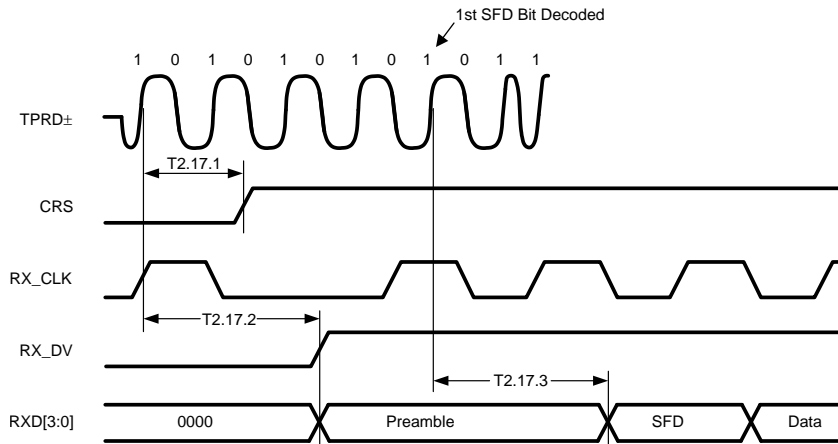 1st SFD Bit Decoded
1 0 1 0 1 0 1 0 1 0 1 1
TPRD±
T2.17.1
CRS
RX_CLK
T2.17.2
RX_DV
T2.17.3
RXD[3:0] 0000 Preamble SFD Data